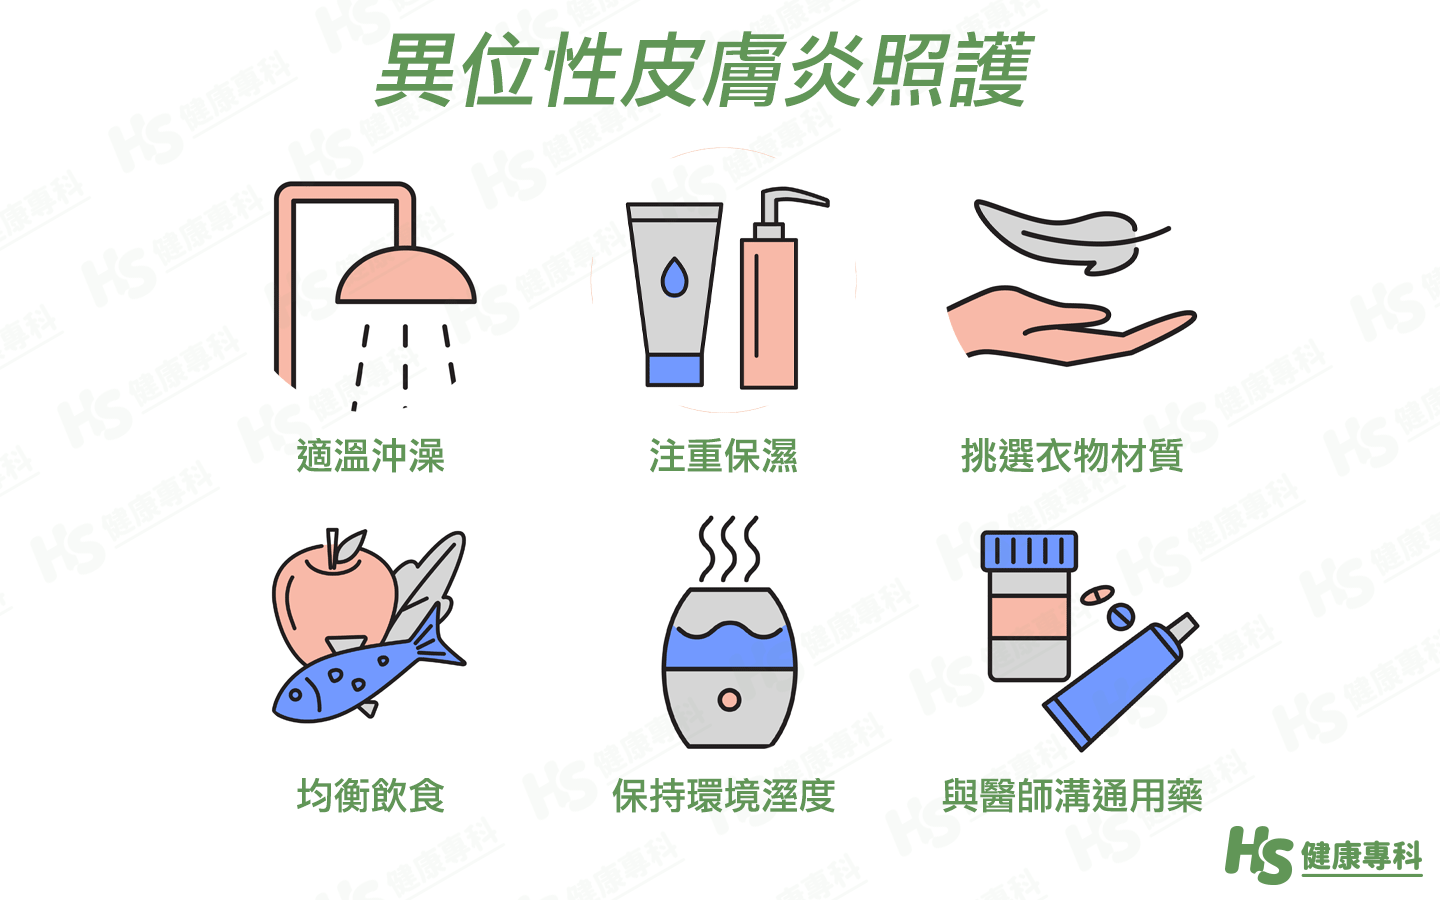 異位性皮膚炎照護
適溫沖澡
注重保濕
挑選衣物材質
均衡飲食
保持環境溼度
與醫師溝通用藥
HS 健康專科